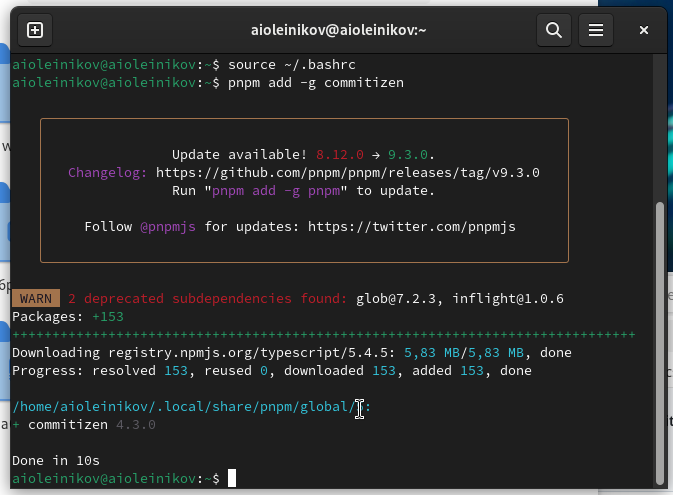 aioleinikov@aioleinikov:~
aioleinikov@aioleinikov:~$ source ~/.bashrc
aioleinikov@aioleinikov:~$ pnpm add -g commitizen
Update available! 8.12.0 → 9.3.0.
Changelog: https://github.com/pnpm/pnpm/releases/tag/v9.3.0
Run "pnpm add -g pnpm" to update.
Follow @pnpmjs for updates: https://twitter.com/pnpmjs
WARN 2 deprecated subdependencies found: glob@7.2.3, inflight@1.0.6
Packages: +153
++++++++++++++++++++++++++++++++++++++++++++++++++++++++++++++++++++++++++++++
Downloading registry.npmjs.org/typescript/5.4.5: 5,83 MB/5,83 MB, done
Progress: resolved 153, reused 0, downloaded 153, added 153, done
/home/aioleinikov/.local/share/pnpm/global/:
+ commitizen 4.3.0
Done in 10s
aioleinikov@aioleinikov:~$